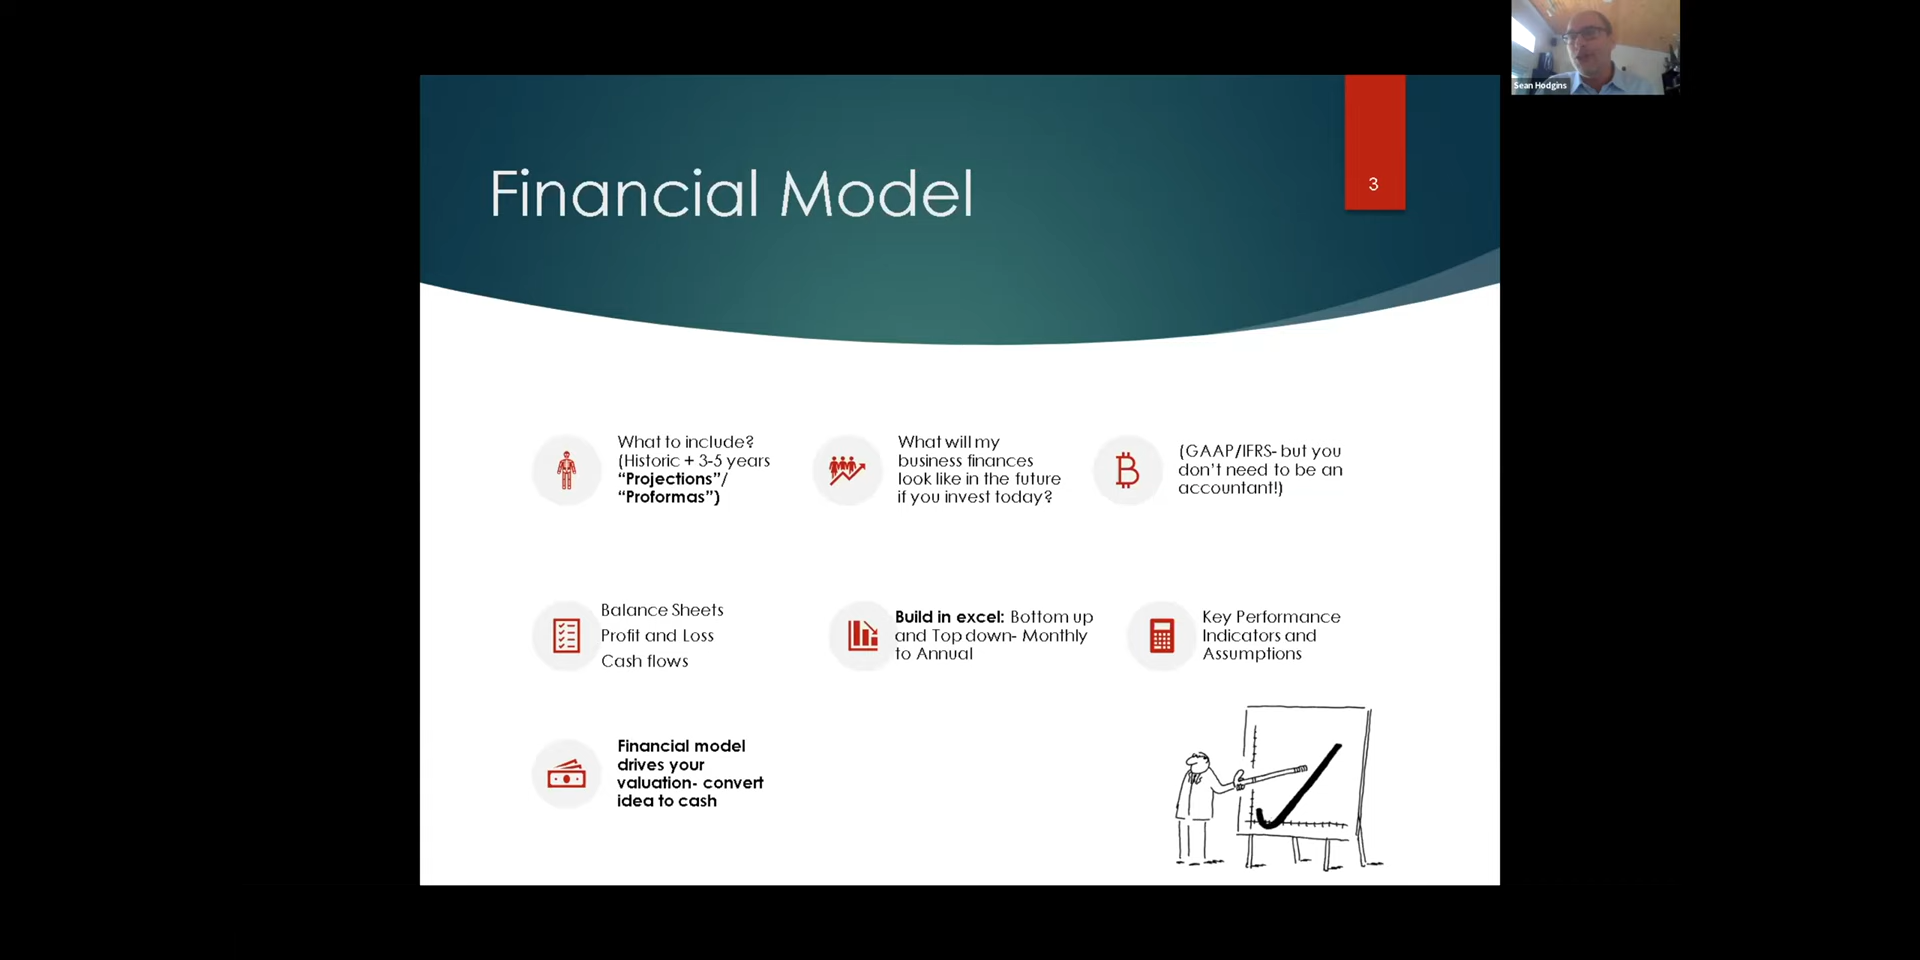 Sean Hodgins
Financial Model
3
What to include?
(Historic + 3-5 years
“Projections”/
“Proformas”)
What will my
business finances
look like in the future
if you invest today?
(GAAP/IFRS- but you
don’t need to be an
accountant!)
Balance Sheets
Profit and Loss
Cash flows
Build in excel: Bottom up
and Top down- Monthly
to Annual
Key Performance
Indicators and
Assumptions
Financial model
drives your
valuation- convert
idea to cash